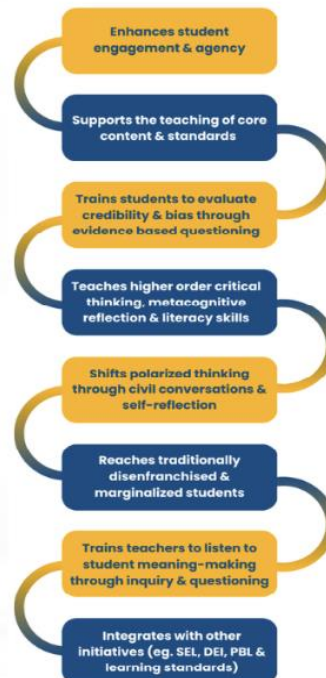 Enhances student
engagement & agency
Supports the teaching of core
content & standards
Trains students to evaluate
credibility & bias through
evidence based questioning
Teaches higher order critical
thinking, metacognitive
reflection & literacy skills
Shifts polarized thinking
through civil conversations &
self-reflection
Reaches traditionally
disenfranchised &
marginalized students
Trains teachers to listen to
student meaning-making
through inquiry & questioning
Integrates with other
initiatives (eg. SEL, DEI, PBL &
learning standards)